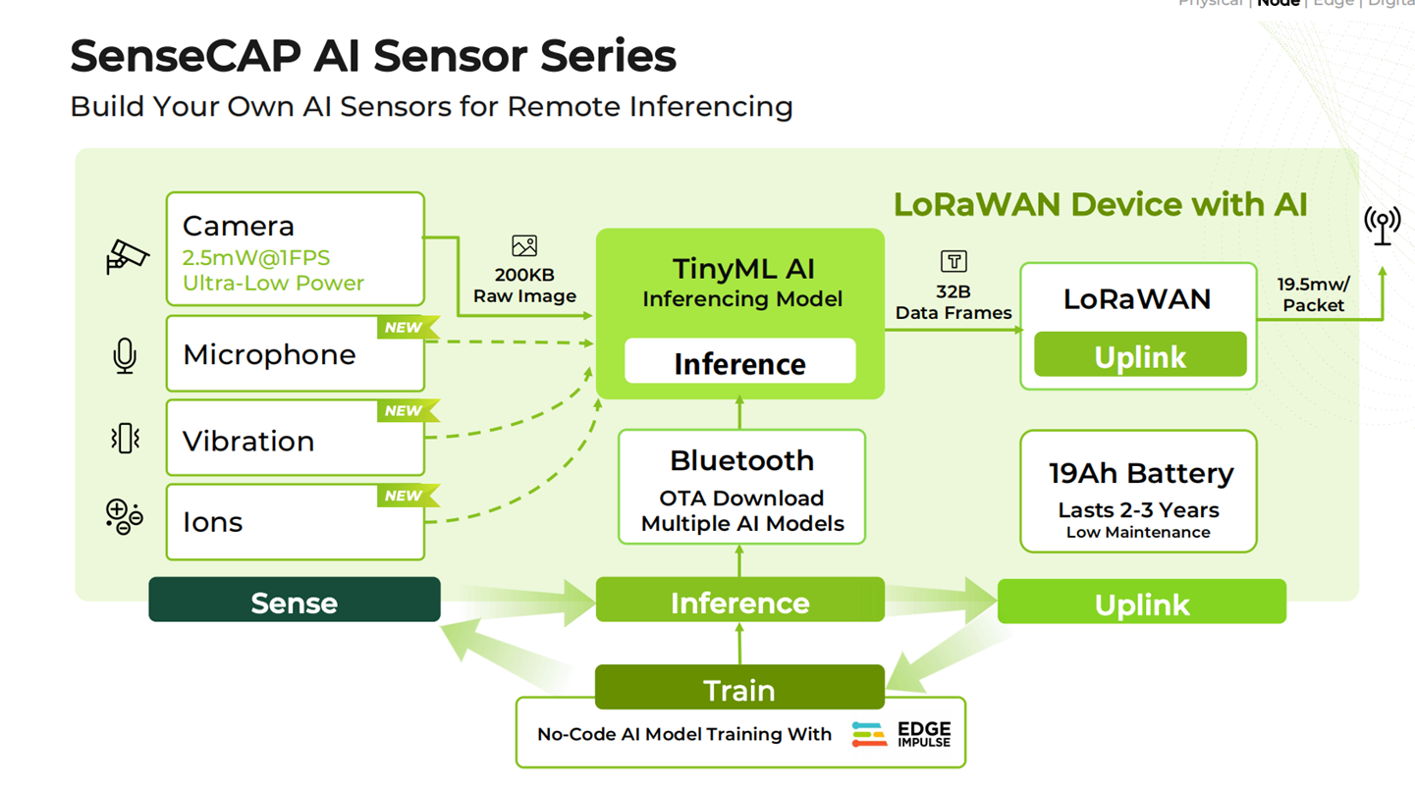 Physical | Node | Edge | Digita
SenseCAP AI Sensor Series
Build Your Own AI Sensors for Remote Inferencing
LoRaWAN Device with AI
Camera
2.5mW@1FPS
Ultra-Low Power
200KB
Raw Image
TinyML AI
Inferencing Model
Inference
T
32B
Data Frames
LoRaWAN
Uplink
19.5mw/
Packet
NEW
Microphone
NEW
Vibration
NEW
Ions
Bluetooth
OTA Download
Multiple AI Models
19Ah Battery
Lasts 2-3 Years
Low Maintenance
Sense
Inference
Uplink
Train
No-Code AI Model Training With
EDGE
IMPULSE